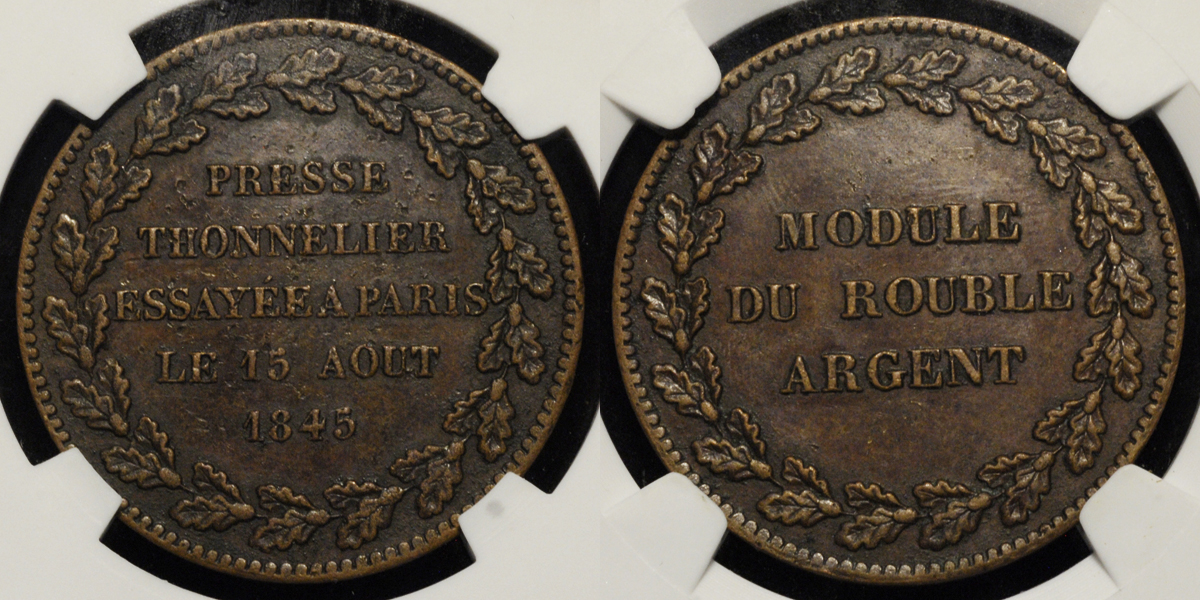 PRESSE
THONNELIER
ESSAYÉE A PARIS
LE 15 AOUT
1845
MODULE
DU ROUBLE
ARGENT